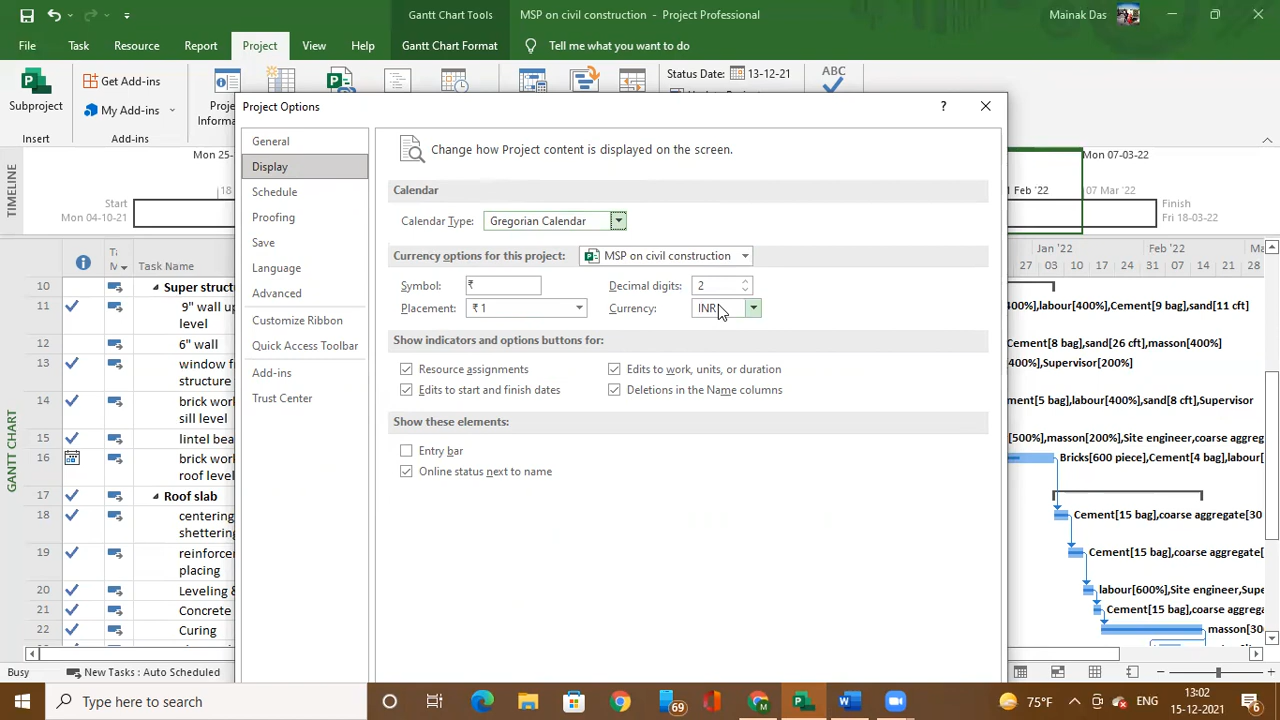 Gantt Chart Tools
MSP on civil construction - Project Professional
Mainak Das
File Task Resource Report Project View Help Gantt Chart Format Tell me what you want to do
Subproject
Get Add-ins
My Add-ins
Status Date: 13-12-21
ABC
Insert
Add-ins
Project Options
?
General
Display
Schedule
Proofing
Save
Language
Advanced
Customize Ribbon
Quick Access Toolbar
Add-ins
Trust Center
Change how Project content is displayed on the screen.
Calendar
Calendar Type: Gregorian Calendar
Currency options for this project: MSP on civil construction
Symbol: ₹ Decimal digits: 2
Placement: ₹ 1 Currency: INR
Show indicators and options buttons for:
Resource assignments Edits to work, units, or duration
Edits to start and finish dates Deletions in the Name columns
Show these elements:
Entry bar
Online status next to name
TIMELINE
Mon 25-
18
Start
Mon 04-10-21
Mon 07-03-22
1 Feb '22 07 Mar '22
Finish
Fri 18-03-22
Task Name
Jan '22 Feb '22
27 03 10 17 24 31 07 14 21 28
GANTT CHART
10 Super struct
11 9" wall up
level
12 6" wall
13 window f
structure
14 brick work
sill level
15 lintel bea
16 brick work
roof level
17 Roof slab
18 centering
shettering
19 reinforcer
placing
20 Leveling &
21 Concrete
22 Curing
400%],labour[400%],Cement[9 bag],sand[11 cft]
Cement[8 bag],sand[26 cft],masson[400%]
400%],Supervisor[200%]
ment[5 bag],labour[400%],sand[8 cft],Supervisor
[500%],masson[200%],Site engineer,coarse aggreg
Bricks[600 piece],Cement[4 bag],labour[
Cement[15 bag],coarse aggregate[30
Cement[15 bag],coarse aggregate[
labour[600%],Site engineer,Supe
Cement[15 bag],coarse aggrega
masson[30
Busy New Tasks : Auto Scheduled
Type here to search
69
75°F
ENG
13:02
15-12-2021
6